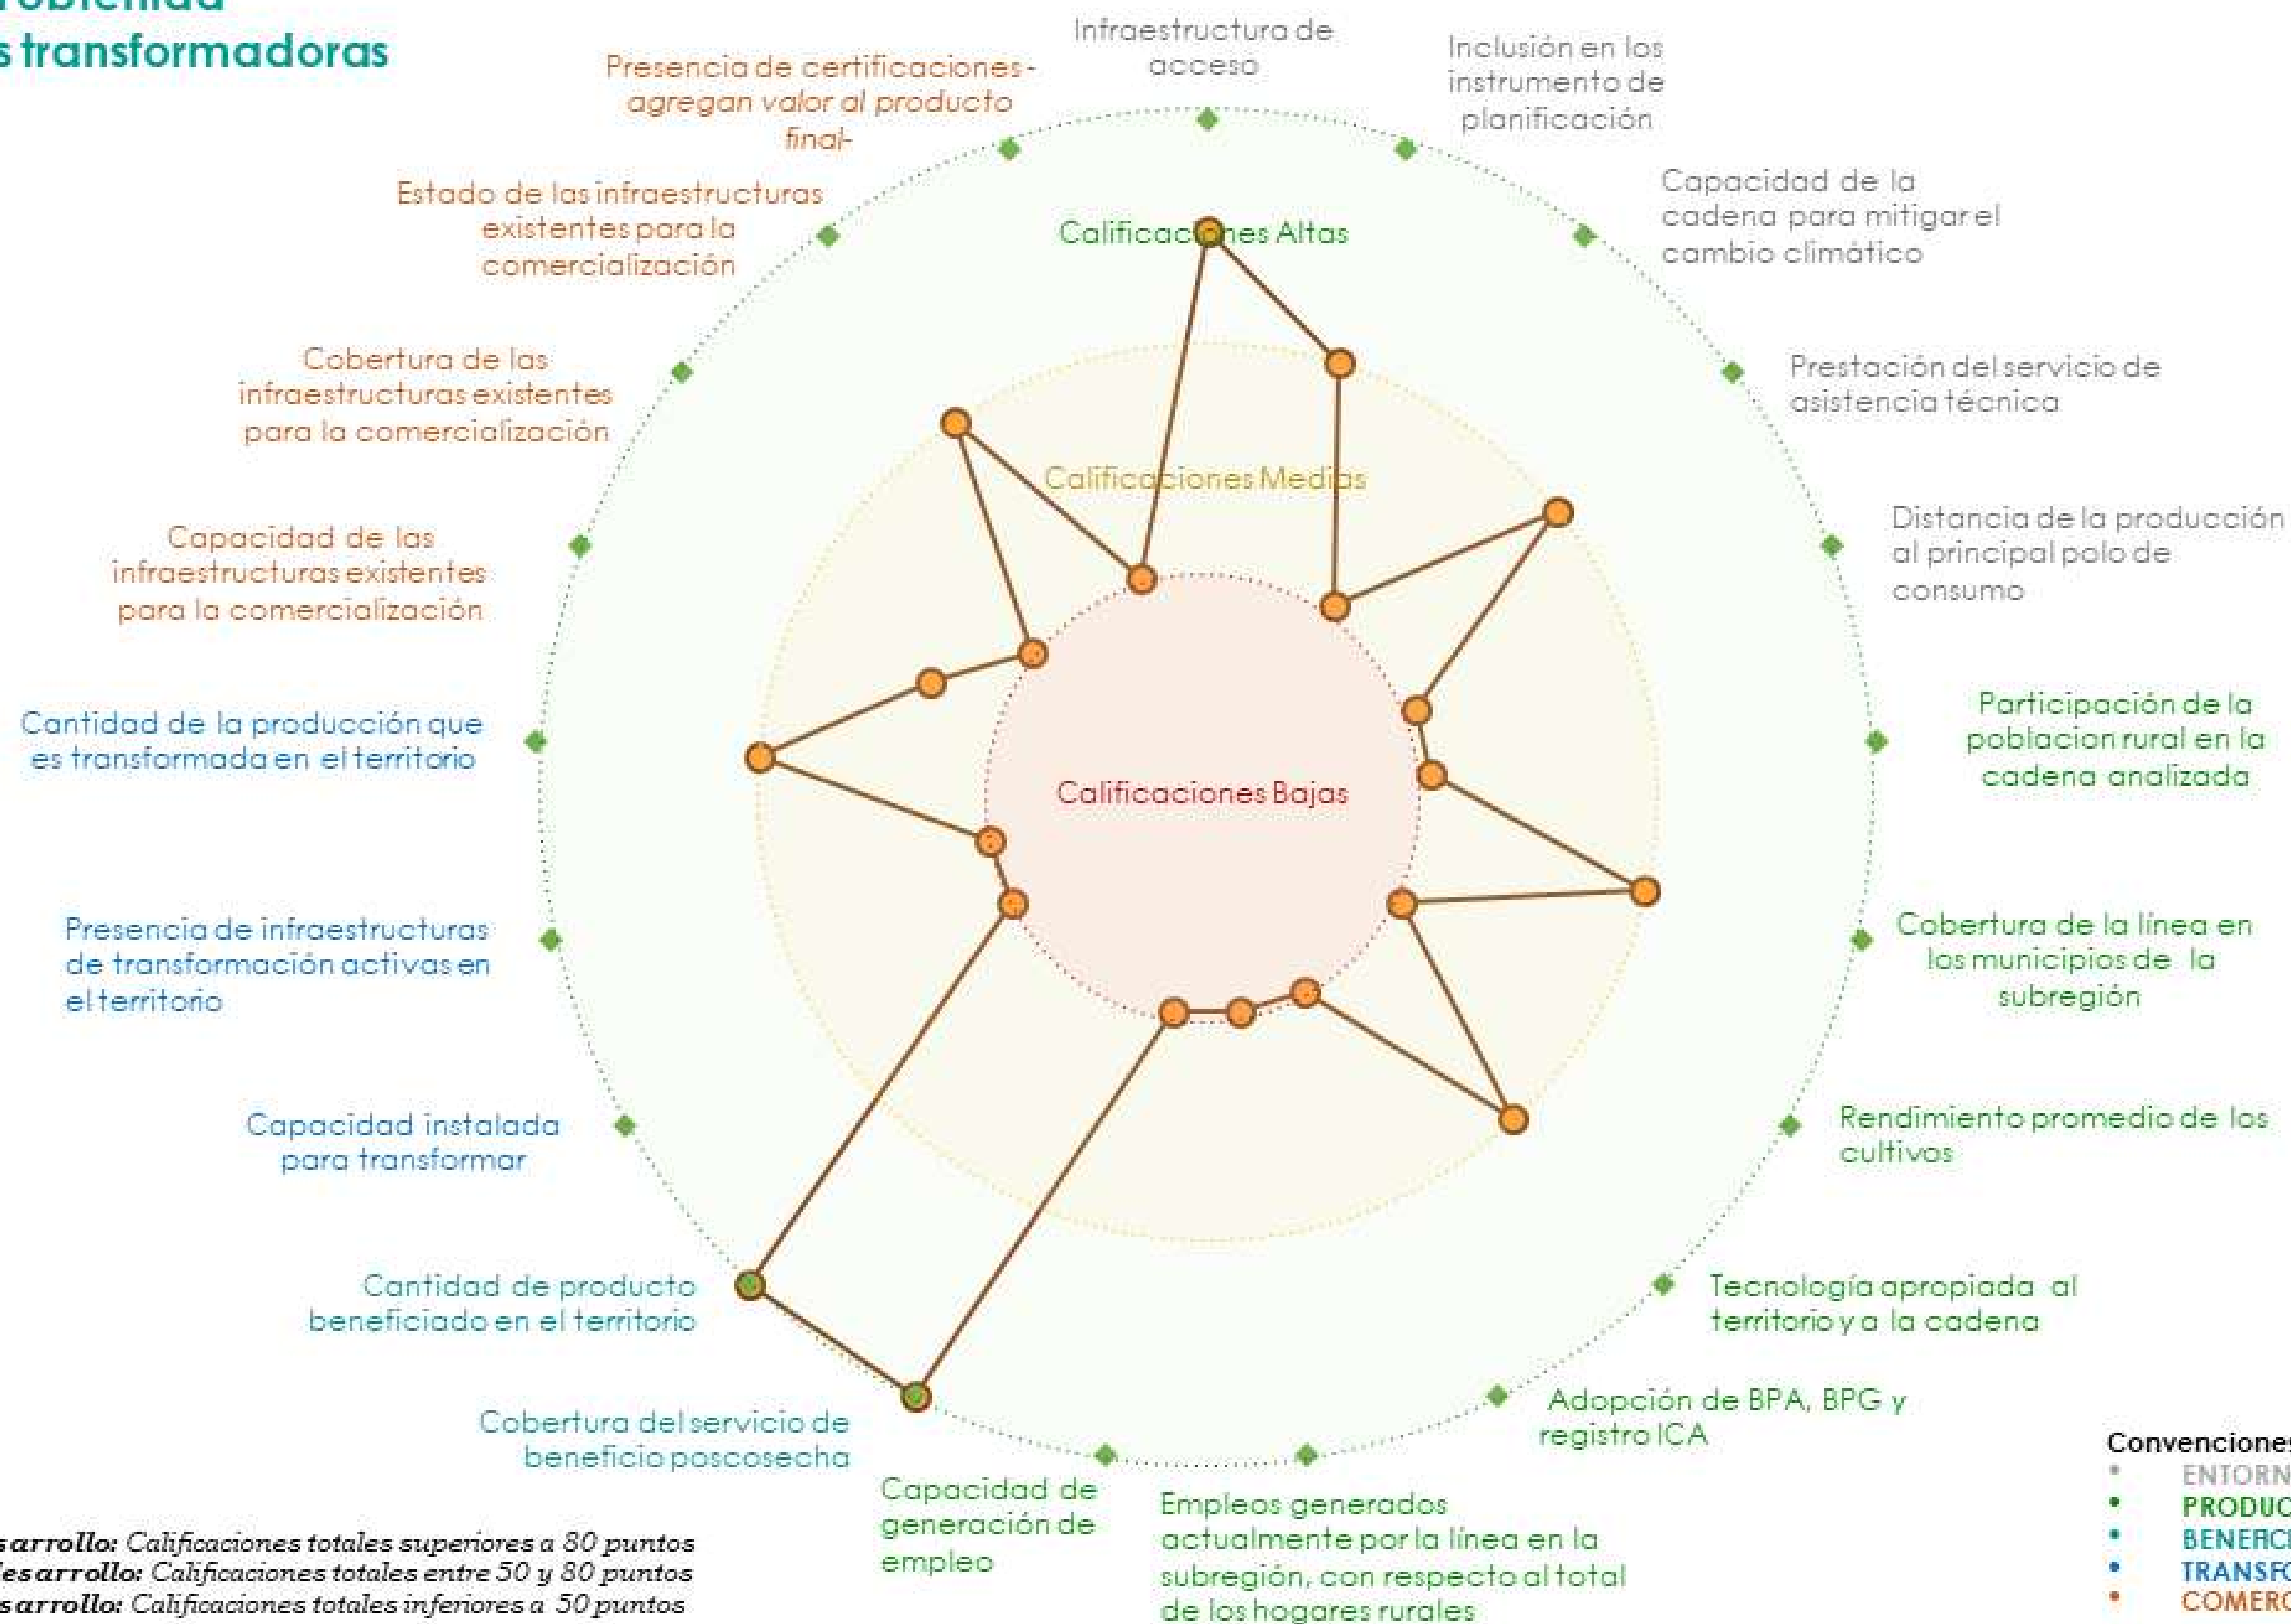 s transformadoras
Infraestructura de
acceso
Inclusión en los
instrumento de
planificación
Capacidad de la
cadena para mitigar el
cambio climático
Prestación del servicio de
asistencia técnica
Distancia de la producción
al principal polo de
consumo
Participación de la
poblacion rural en la
cadena analizada
Cobertura de la línea en
los municipios de la
subregión
Rendimiento promedio de los
cultivos
Tecnología apropiada al
territorio y a la cadena
Adopción de BPA, BPG y
registro ICA
Empleos generados
actualmente por la línea en la
subregión, con respecto al total
de los hogares rurales
Capacidad de
generación de
empleo
Cobertura del servicio de
beneficio poscosecha
Cantidad de producto
beneficiado en el territorio
Capacidad instalada
para transformar
Presencia de infraestructuras
de transformación activas en
el territorio
Cantidad de la producción que
es transformada en el territorio
Capacidad de las
infraestructuras existentes
para la comercialización
Cobertura de las
infraestructuras existentes
para la comercialización
Estado de las infraestructuras
existentes para la
comercialización
Presencia de certificaciones-
agregan valor al producto
final-
Calificaciones Altas
Calificaciones Medias
Calificaciones Bajas
sarrollo: Calificaciones totales superiores a 80 puntos
desarrollo: Calificaciones totales entre 50 y 80 puntos
sarrollo: Calificaciones totales inferiores a 50 puntos
Convenciones
• ENTORN
• PRODUC
• BENEFICI
• TRANSFO
• COMERC